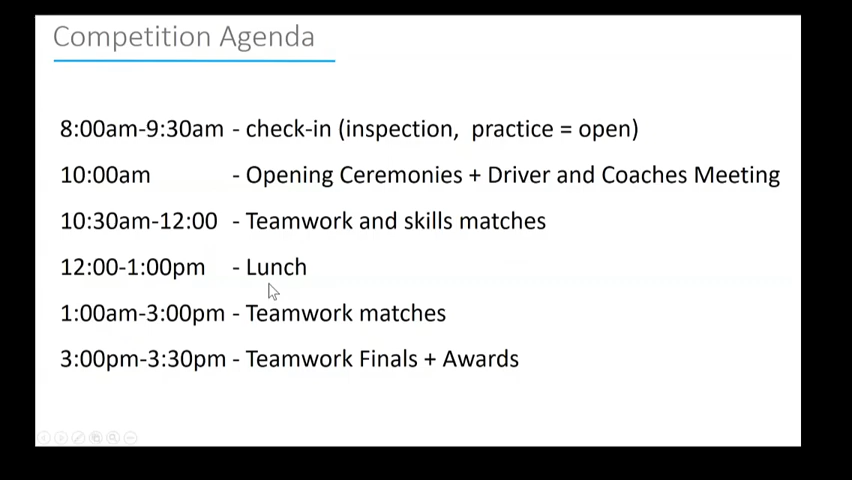 Competition Agenda
8:00am-9:30am - check-in (inspection, practice = open)
10:00am - Opening Ceremonies + Driver and Coaches Meeting
10:30am-12:00 - Teamwork and skills matches
12:00-1:00pm - Lunch
1:00am-3:00pm - Teamwork matches
3:00pm-3:30pm - Teamwork Finals + Awards